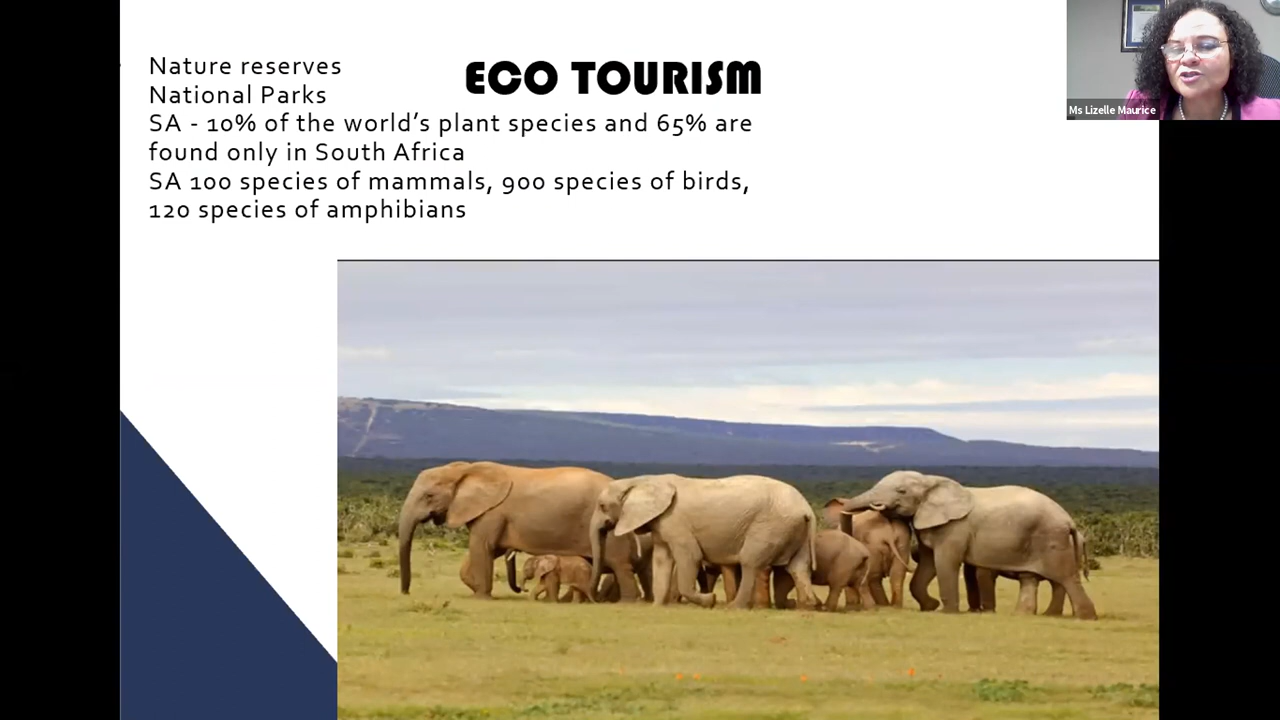 ECO TOURISM
Nature reserves
National Parks
SA - 10% of the world's plant species and 65% are
found only in South Africa
SA 100 species of mammals, 900 species of birds,
120 species of amphibians
Ms Lizelle Maurice